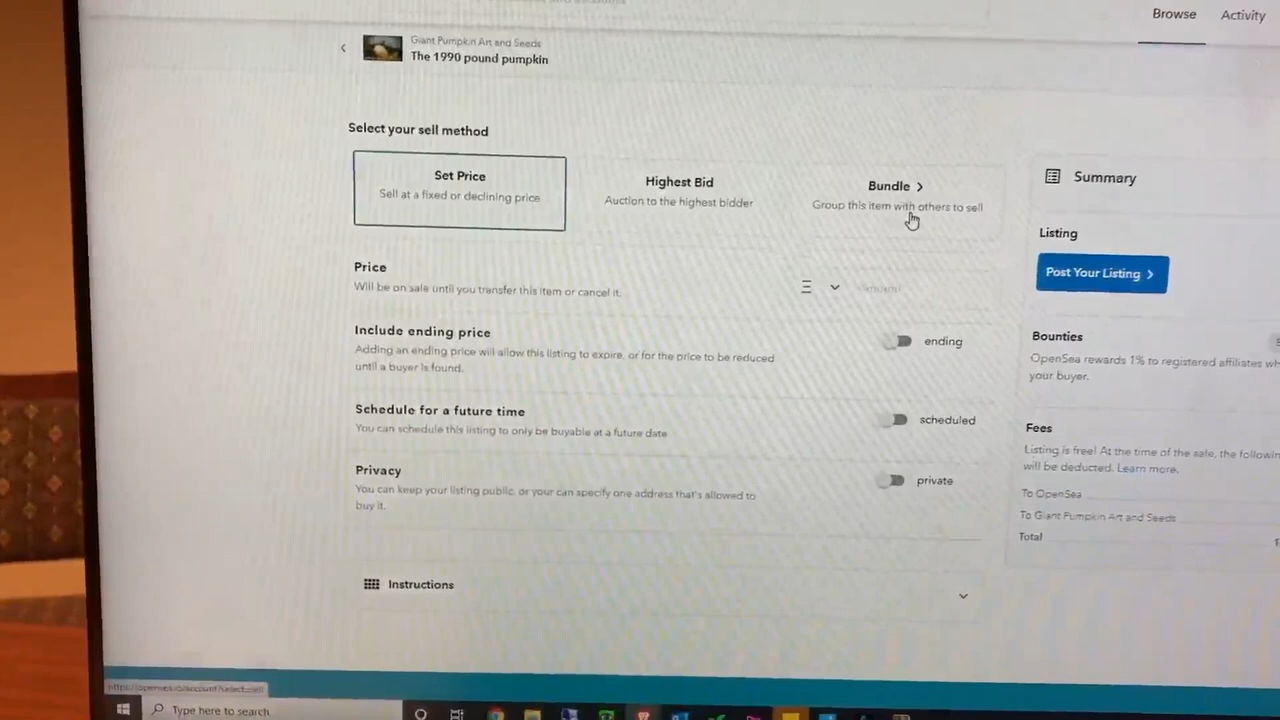 Browse Activity
Giant Pumpkin Art and Seeds
The 1990 pound pumpkin
Select your sell method
Set Price
Sell at a fixed or declining price
Highest Bid
Auction to the highest bidder
Bundle >
Group this item with others to sell
Summary
Listing
Post Your Listing >
Price
Will be on sale until you transfer this item or cancel it.
Include ending price
Adding an ending price will allow this listing to expire, or for the price to be reduced
until a buyer is found.
ending
Bounties
OpenSea rewards 1% to registered affiliates
your buyer.
Schedule for a future time
You can schedule this listing to only be buyable at a future date
scheduled
Fees
Listing is free! At the time of the sale, the
will be deducted. Learn more.
Privacy
You can keep your listing public, or your can specify one address that's allowed to
buy it.
private
To OpenSea
To Giant Pumpkin Art and Seeds
Total
Instructions
Type here to search